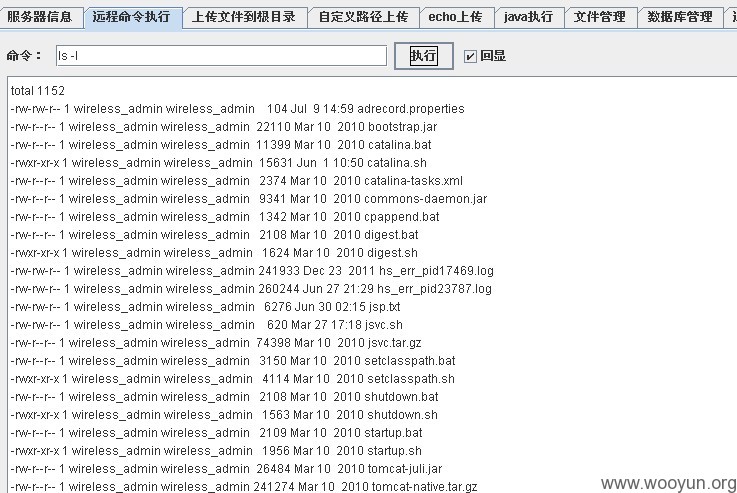 服务器信息 远程命令执行 上传文件到根目录 自定义路径上传 echo上传 java执行 文件管理 数据库管理
命令： ls -l 执行 回显
total 1152
-rw-rw-r-- 1 wireless_admin wireless_admin 104 Jul 9 14:59 adrecord.properties
-rw-r--r-- 1 wireless_admin wireless_admin 22110 Mar 10 2010 bootstrap.jar
-rw-r--r-- 1 wireless_admin wireless_admin 11399 Mar 10 2010 catalina.bat
-rwxr-xr-x 1 wireless_admin wireless_admin 15631 Jun 1 10:50 catalina.sh
-rw-r--r-- 1 wireless_admin wireless_admin 2374 Mar 10 2010 catalina-tasks.xml
-rw-r--r-- 1 wireless_admin wireless_admin 9341 Mar 10 2010 commons-daemon.jar
-rw-r--r-- 1 wireless_admin wireless_admin 1342 Mar 10 2010 cpappend.bat
-rw-r--r-- 1 wireless_admin wireless_admin 2108 Mar 10 2010 digest.bat
-rwxr-xr-x 1 wireless_admin wireless_admin 1624 Mar 10 2010 digest.sh
-rw-rw-r-- 1 wireless_admin wireless_admin 241933 Dec 23 2011 hs_err_pid17469.log
-rw-rw-r-- 1 wireless_admin wireless_admin 260244 Jun 27 21:29 hs_err_pid23787.log
-rw-rw-r-- 1 wireless_admin wireless_admin 6276 Jun 30 02:15 jsp.txt
-rw-rw-r-- 1 wireless_admin wireless_admin 620 Mar 27 17:18 jsvc.sh
-rw-r--r-- 1 wireless_admin wireless_admin 74398 Mar 10 2010 jsvc.tar.gz
-rw-r--r-- 1 wireless_admin wireless_admin 3150 Mar 10 2010 setclasspath.bat
-rwxr-xr-x 1 wireless_admin wireless_admin 4114 Mar 10 2010 setclasspath.sh
-rw-r--r-- 1 wireless_admin wireless_admin 2108 Mar 10 2010 shutdown.bat
-rwxr-xr-x 1 wireless_admin wireless_admin 1563 Mar 10 2010 shutdown.sh
-rw-r--r-- 1 wireless_admin wireless_admin 2109 Mar 10 2010 startup.bat
-rwxr-xr-x 1 wireless_admin wireless_admin 1956 Mar 10 2010 startup.sh
-rw-r--r-- 1 wireless_admin wireless_admin 26484 Mar 10 2010 tomcat-juli.jar
-rw-r--r-- 1 wireless_admin wireless_admin 241274 Mar 10 2010 tomcat-native.tar.gz
www.wooyun.org